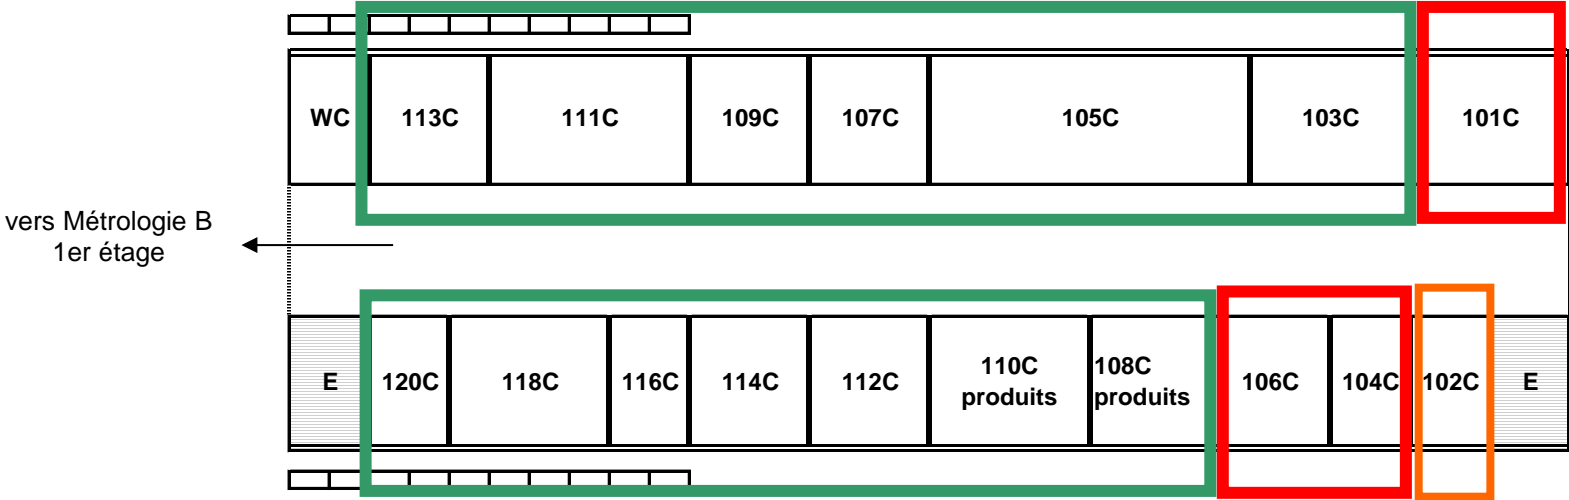 WC 113C 111C 109C 107C 105C 103C 101C
vers Métrologie B
1er étage
E 120C 118C 116C 114C 112C 110C 108C 106C 104C 102C E
produits produits